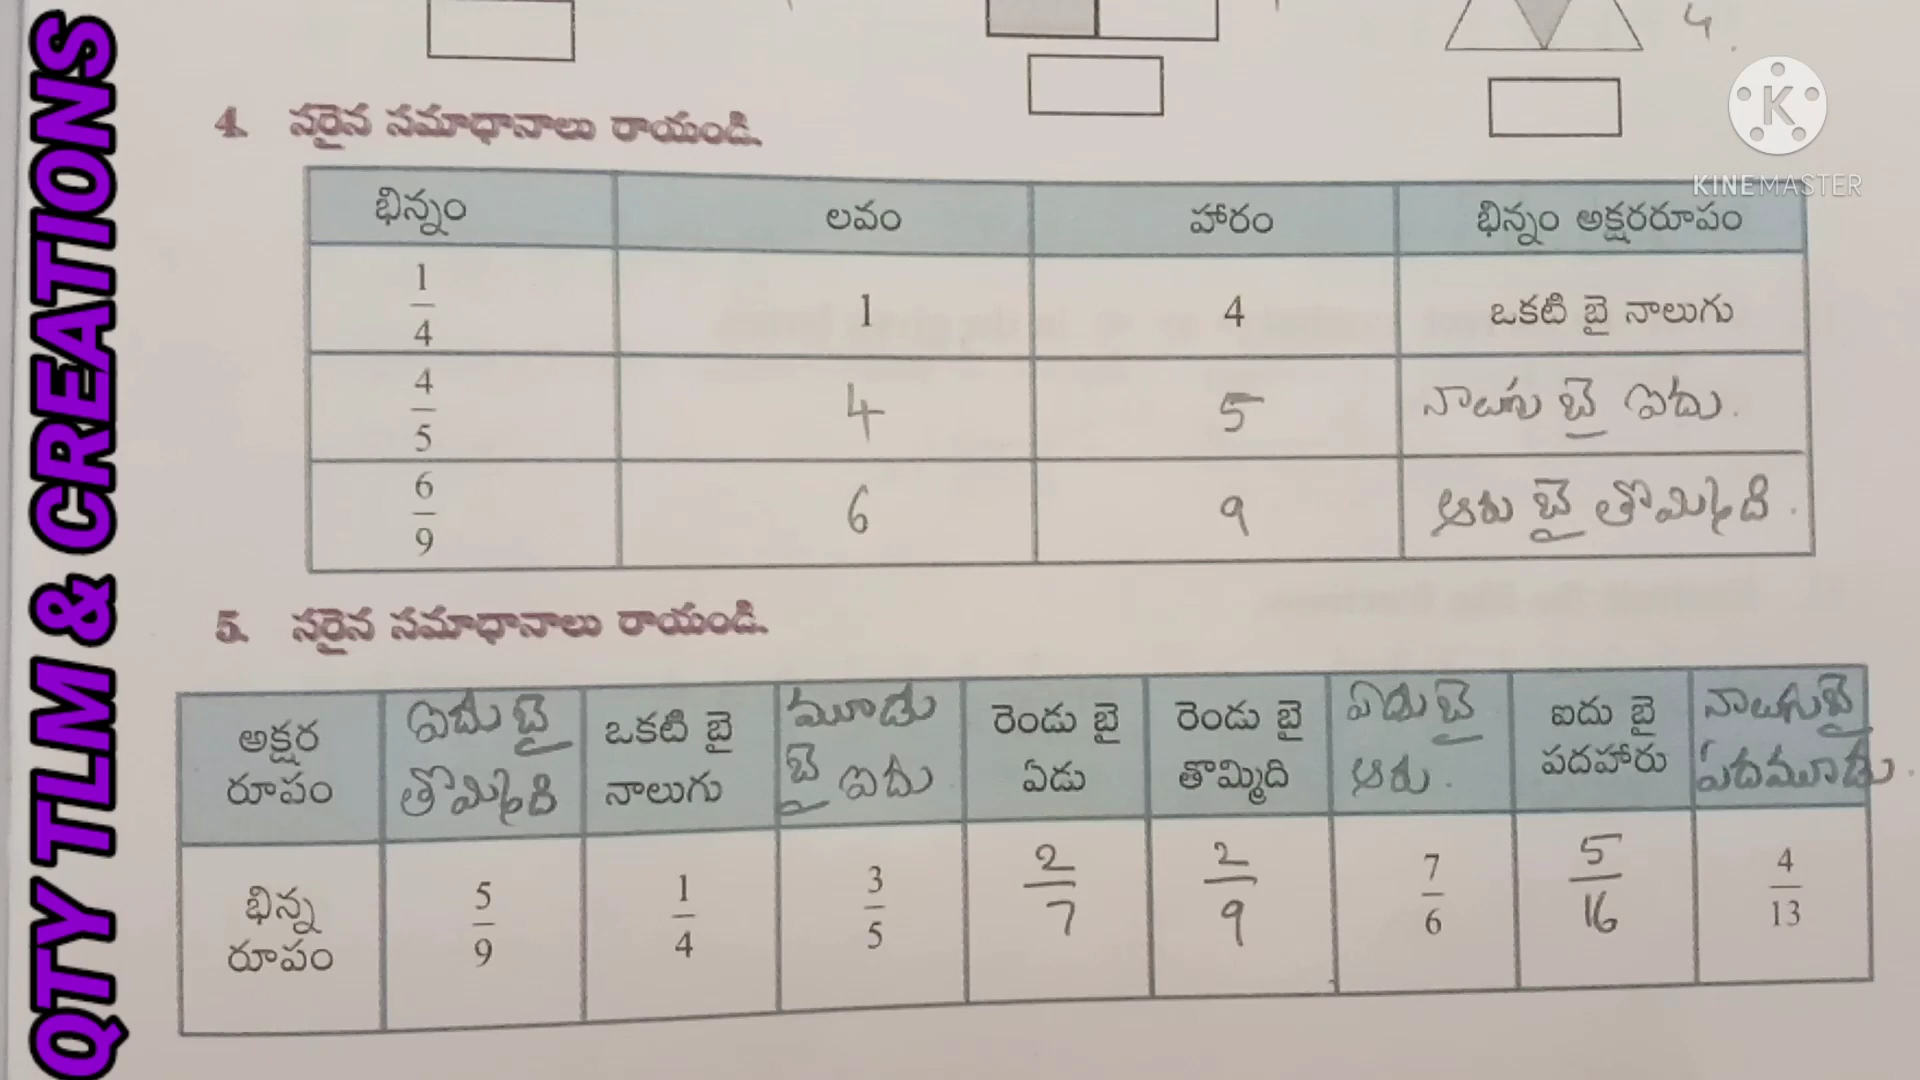 QTY TLM & CREATIONS
4.
K
KINEMASTER
4. సరైన సమాధానాలు రాయండి.
భిన్నం లవం హారం భిన్నం అక్షరరూపం
1/4 1 4 ఒకటి బై నాలుగు
4/5 4 5 నాలుగు బై ఐదు.
6/9 6 9 ఆరు బై తొమ్మిది.
5. సరైన సమాధానాలు రాయండి.
అక్షర రూపం ఐదు బై తొమ్మిది ఒకటి బై నాలుగు మూడు బై ఐదు రెండు బై ఏడు రెండు బై తొమ్మిది ఏడు బై ఆరు. ఐదు బై పదహారు నాలుగు బై పదమూడు.
భిన్న రూపం 5/9 1/4 3/5 2/7 2/9 7/6 5/16 4/13